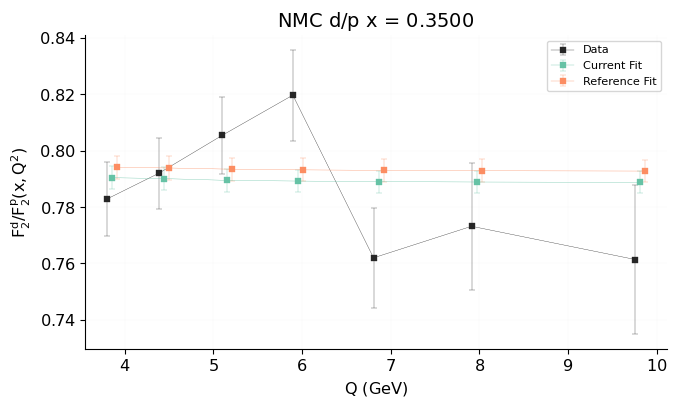 NMC d/p x = 0.3500
F₂ᵈ/F₂ᵖ(x, Q²)
0.84
0.82
0.80
0.78
0.76
0.74
Data
Current Fit
Reference Fit
4 5 6 7 8 9 10
Q (GeV)